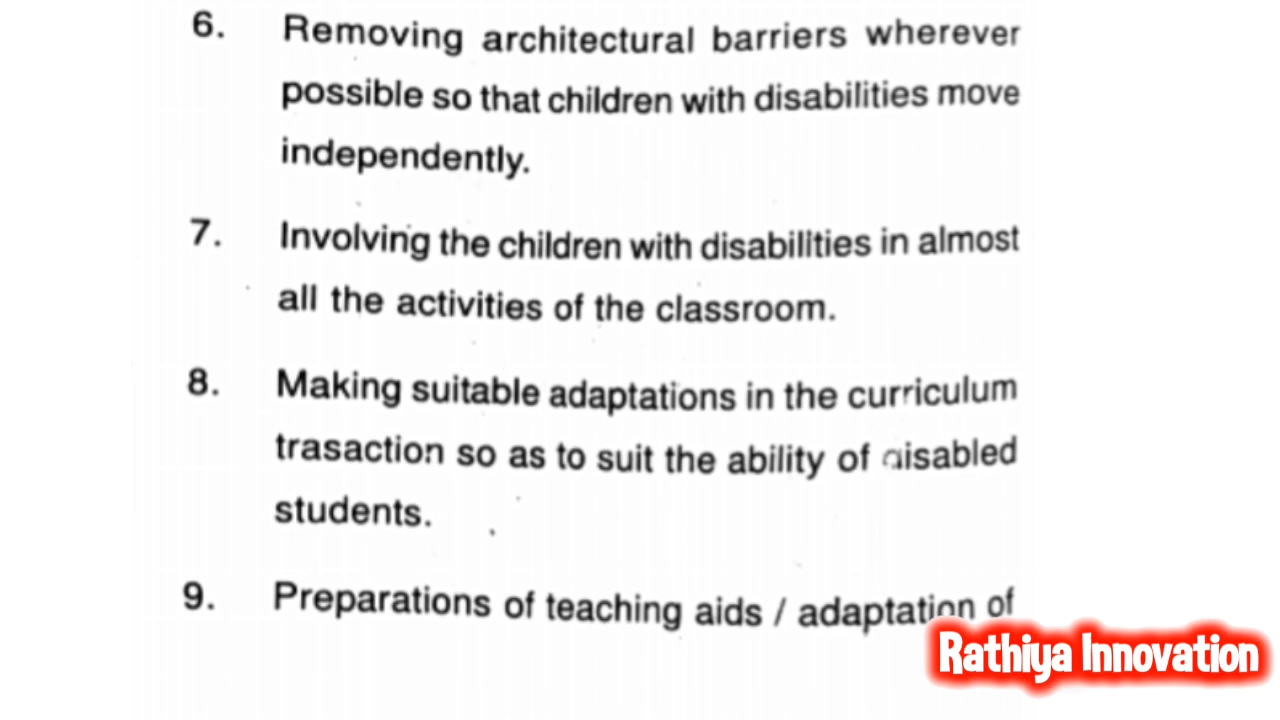 6. Removing architectural barriers wherever
possible so that children with disabilities move
independently.
7. Involving the children with disabilities in almost
all the activities of the classroom.
8. Making suitable adaptations in the curriculum
trasaction so as to suit the ability of disabled
students.
9. Preparations of teaching aids / adaptation of
Rathiya Innovation